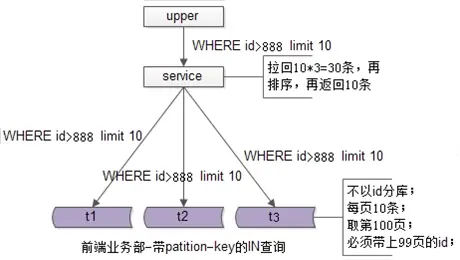 upper
WHERE id>888 limit 10
service
拉回10*3=30条，再
排序，再返回10条
WHERE id>888 limit 10
WHERE id>888 limit 10
WHERE id>888 limit 10
t1
t2
t3
不以id分库；
每页10条；
取第100页；
必须带上99页的id；
前端业务部-带patition-key的IN查询